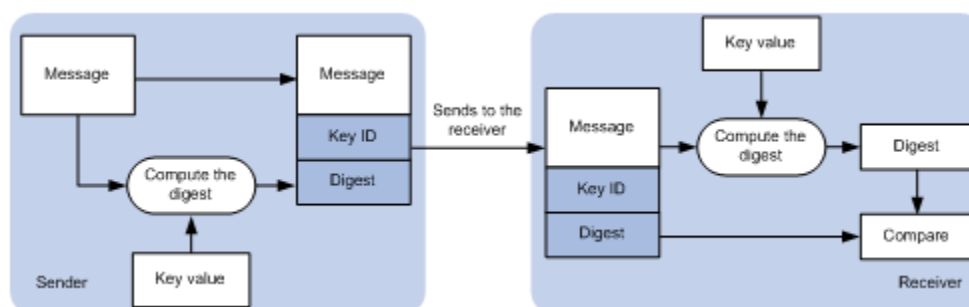 Message
Message
Key ID
Digest
Compute the
digest
Key value
Sender
Sends to the
receiver
Key value
Message
Key ID
Digest
Compute the
digest
Digest
Compare
Receiver